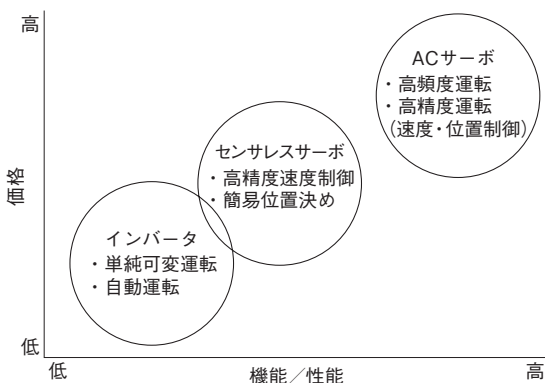 高
ACサーボ
・高頻度運転
・高精度運転
(速度・位置制御)
センサレスサーボ
・高精度速度制御
・簡易位置決め
価格
インバータ
・単純可変運転
・自動運転
低
低
機能／性能
高